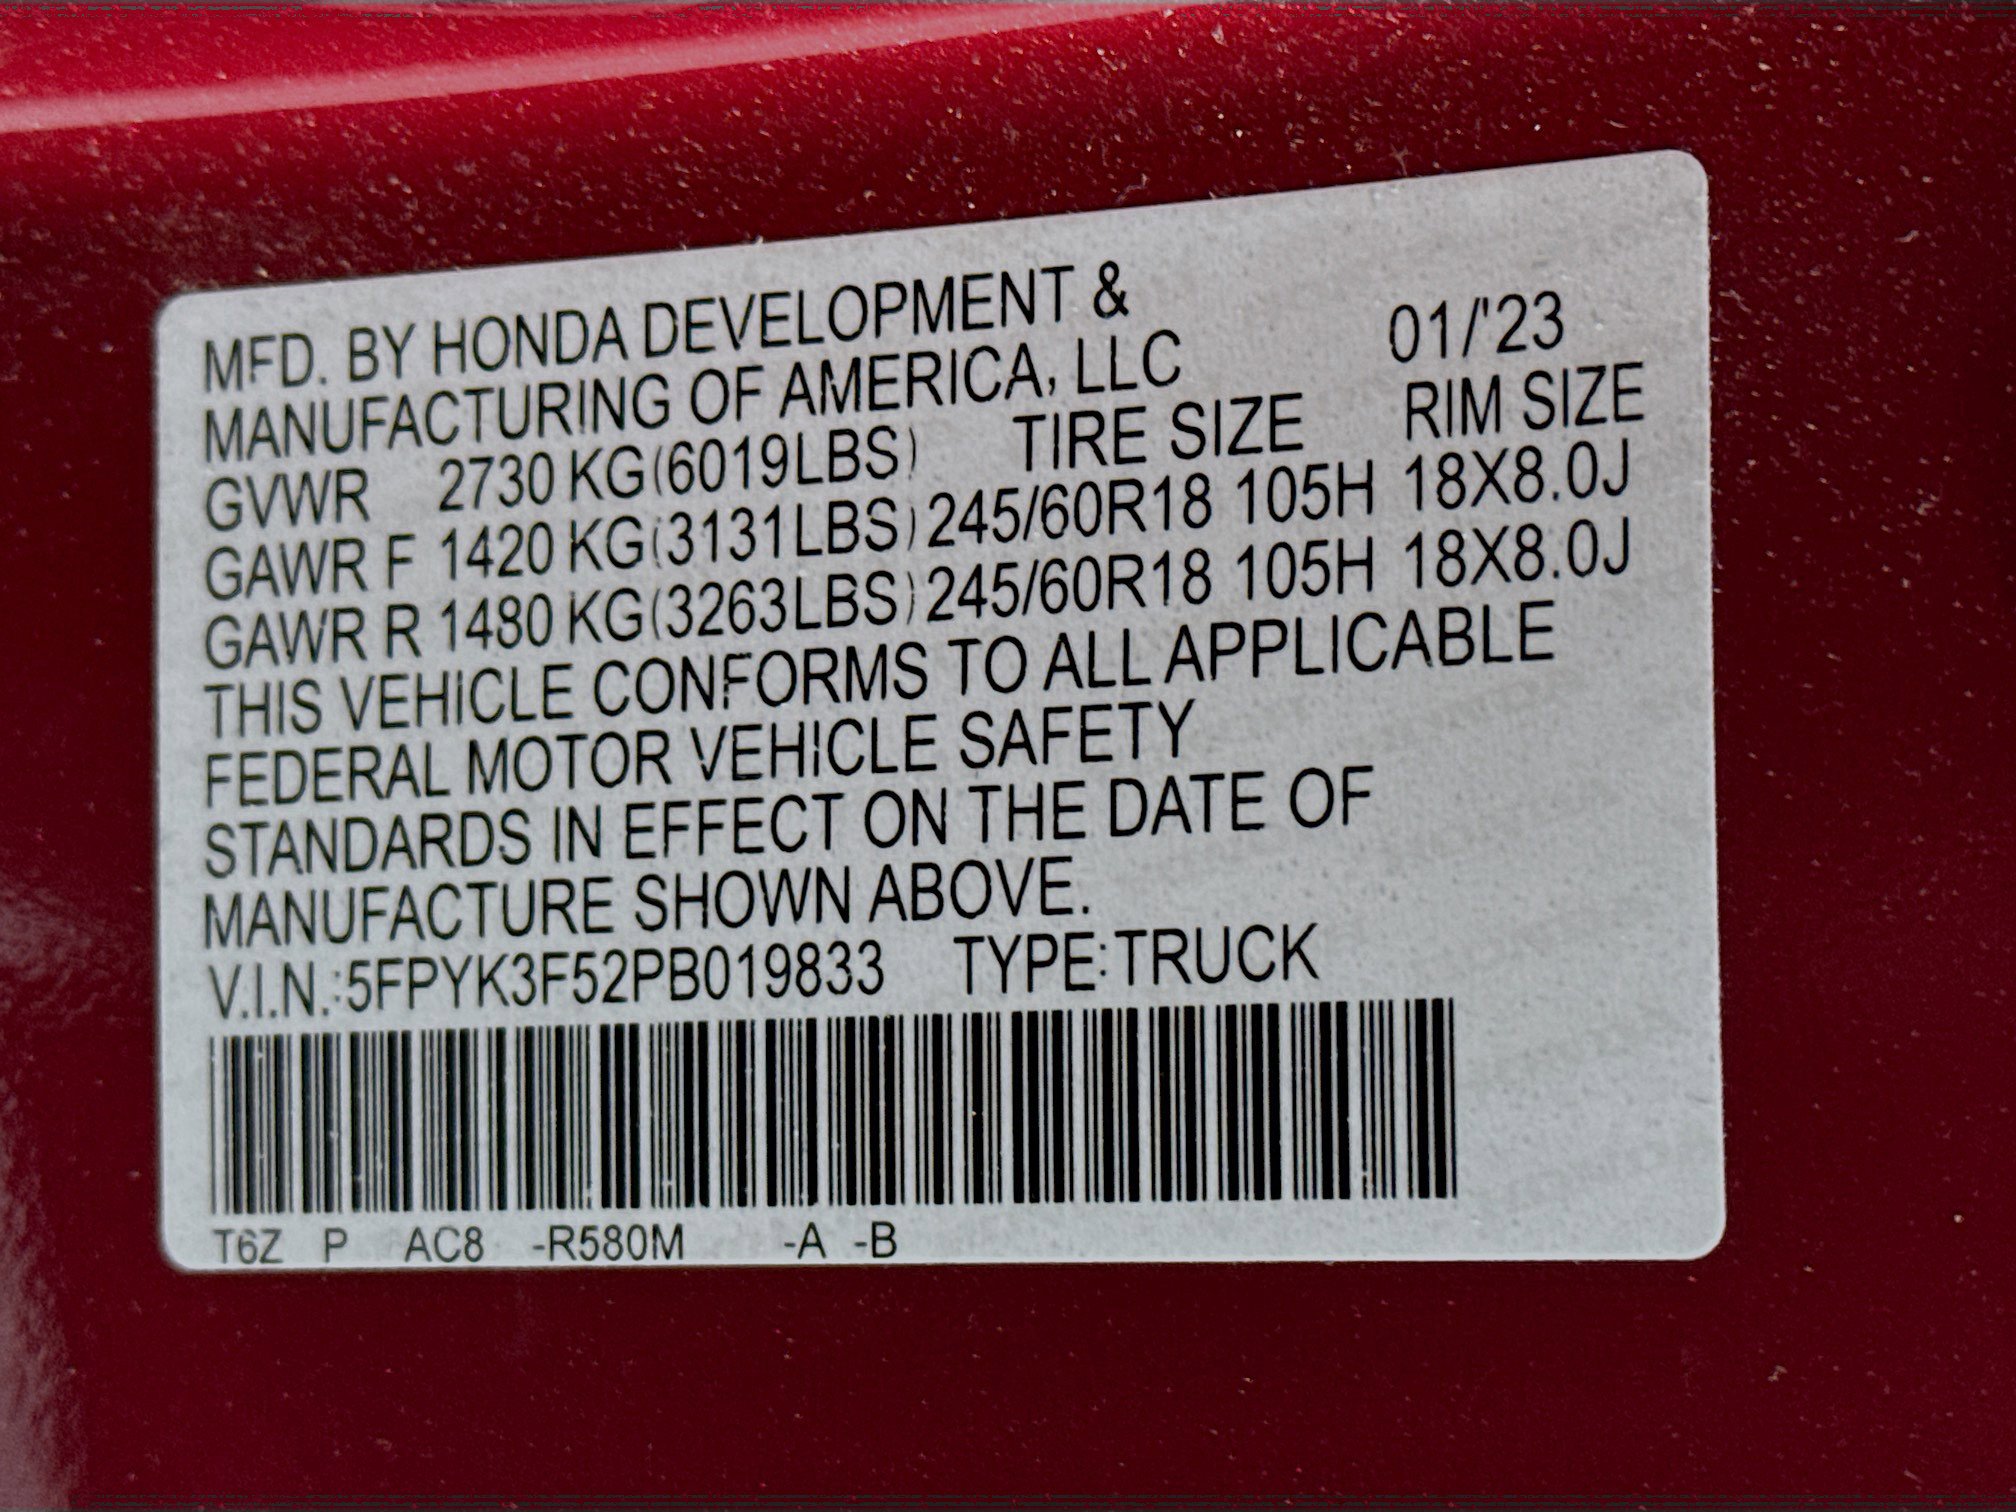 MFD. BY HONDA DEVELOPMENT &
MANUFACTURING OF AMERICA, LLC 01/'23
GVWR 2730 KG(6019LBS) TIRE SIZE RIM SIZE
GAWR F 1420 KG(3131LBS) 245/60R18 105H 18X8.0J
GAWR R 1480 KG(3263LBS) 245/60R18 105H 18X8.0J
THIS VEHICLE CONFORMS TO ALL APPLICABLE
FEDERAL MOTOR VEHICLE SAFETY
STANDARDS IN EFFECT ON THE DATE OF
MANUFACTURE SHOWN ABOVE.
V.I.N.:5FPYK3F52PB019833 TYPE:TRUCK
T6Z P AC8 -R580M -A -B